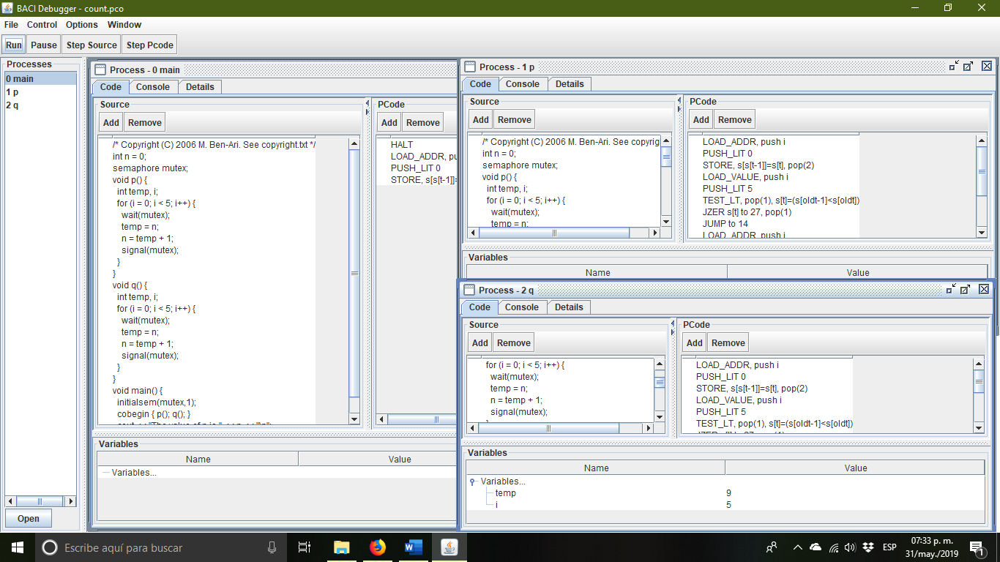 BACI Debugger - count.pco
File Control Options Window
Run Pause Step Source Step Pcode
Processes
0 main
1 p
2 q
Open
Process - 0 main
Code Console Details
Source
Add Remove
/* Copyright (C) 2006 M. Ben-Ari. See copyright.txt */
int n = 0;
semaphore mutex;
void p() {
int temp, i;
for (i = 0; i < 5; i++) {
wait(mutex);
temp = n;
n = temp + 1;
signal(mutex);
}
}
void q() {
int temp, i;
for (i = 0; i < 5; i++) {
wait(mutex);
temp = n;
n = temp + 1;
signal(mutex);
}
}
void main() {
initialsem(mutex,1);
cobegin { p(); q(); }
PCode
Add Remove
HALT
LOAD_ADDR, pu
PUSH_LIT 0
STORE, s[s[t-1]]=
Variables
Name Value
Variables...
Process - 1 p
Code Console Details
Source
Add Remove
/* Copyright (C) 2006 M. Ben-Ari. See copyrig
int n = 0;
semaphore mutex;
void p() {
int temp, i;
for (i = 0; i < 5; i++) {
wait(mutex);
temp = n;
PCode
Add Remove
LOAD_ADDR, push i
PUSH_LIT 0
STORE, s[s[t-1]]=s[t], pop(2)
LOAD_VALUE, push i
PUSH_LIT 5
TEST_LT, pop(1), s[t]=(s[oldt-1]<s[oldt])
JZER s[t] to 27, pop(1)
JUMP to 14
LOAD_ADDR, push i
Variables
Name Value
Process - 2 q
Code Console Details
Source
Add Remove
for (i = 0; i < 5; i++) {
wait(mutex);
temp = n;
n = temp + 1;
signal(mutex);
PCode
Add Remove
LOAD_ADDR, push i
PUSH_LIT 0
STORE, s[s[t-1]]=s[t], pop(2)
LOAD_VALUE, push i
PUSH_LIT 5
TEST_LT, pop(1), s[t]=(s[oldt-1]<s[oldt])
Variables
Name Value
Variables...
temp 9
i 5
Escribe aquí para buscar
ESP
07:33 p. m.
31/may./2019
1